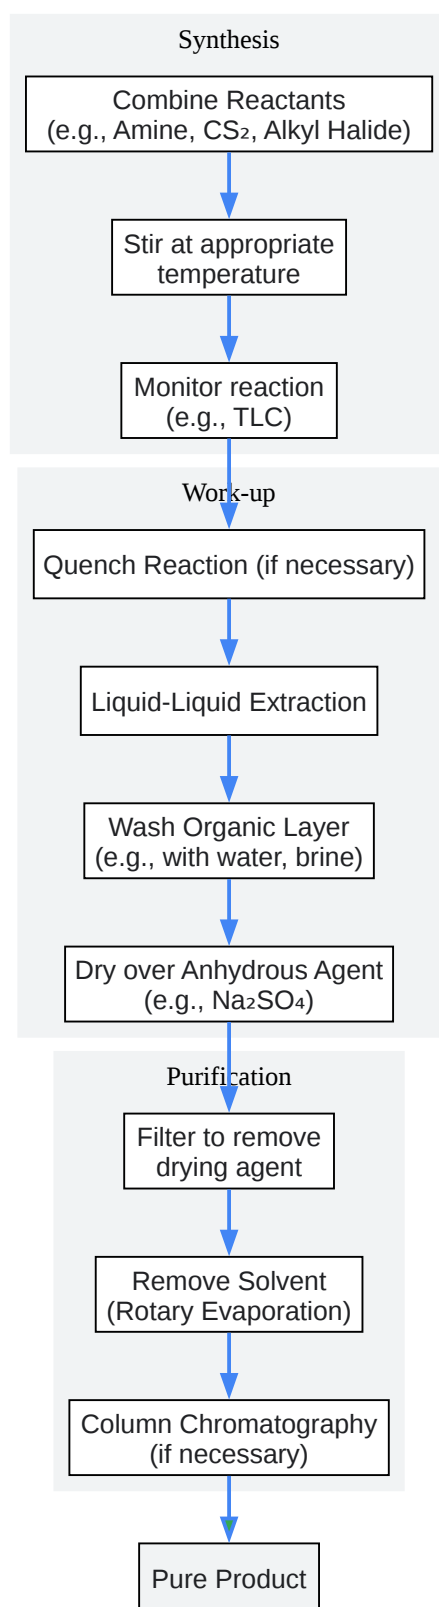 Synthesis
Combine Reactants
(e.g., Amine, CS₂, Alkyl Halide)
Stir at appropriate
temperature
Monitor reaction
(e.g., TLC)
Work-up
Quench Reaction (if necessary)
Liquid-Liquid Extraction
Wash Organic Layer
(e.g., with water, brine)
Dry over Anhydrous Agent
(e.g., Na₂SO₄)
Purification
Filter to remove
drying agent
Remove Solvent
(Rotary Evaporation)
Column Chromatography
(if necessary)
Pure Product